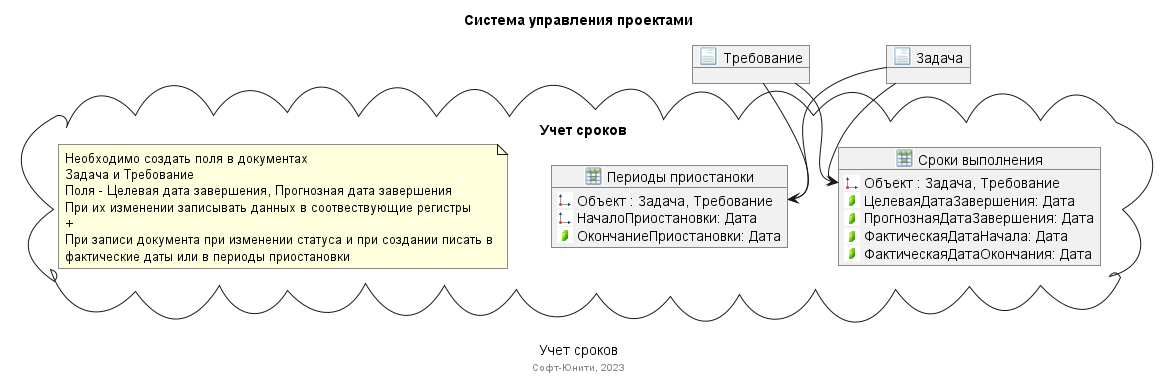 Система управления проектами
Требование
Задача
Учет сроков
Необходимо создать поля в документах
Задача и Требование
Поля - Целевая дата завершения, Прогнозная дата завершения
При их изменении записывать данных в соотвествующие регистры
+
При записи документа при изменении статуса и при создании писать в
фактические даты или в периоды приостановки
Периоды приостаноки
Объект : Задача, Требование
НачалоПриостановки: Дата
ОкончаниеПриостановки: Дата
Сроки выполнения
Объект : Задача, Требование
ЦелеваяДатаЗавершения: Дата
ПрогнознаяДатаЗавершения: Дата
ФактическаяДатаНачала: Дата
ФактическаяДатаОкончания: Дата
Учет сроков
Софт-Юнити, 2023